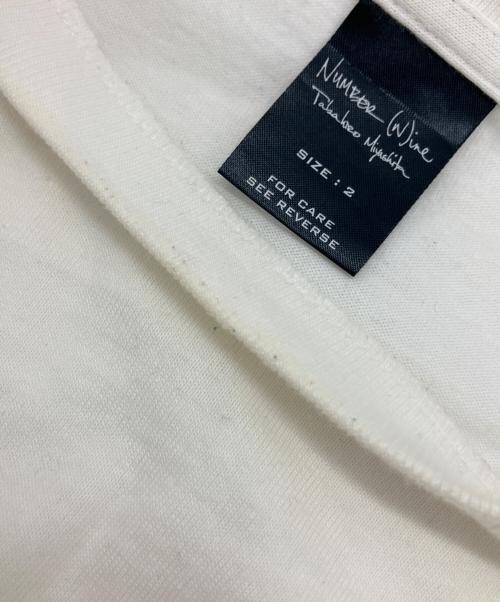 NUMBER (N)ine
Takahiro Miyashita
SIZE : 2
FOR CARE
SEE REVERSE